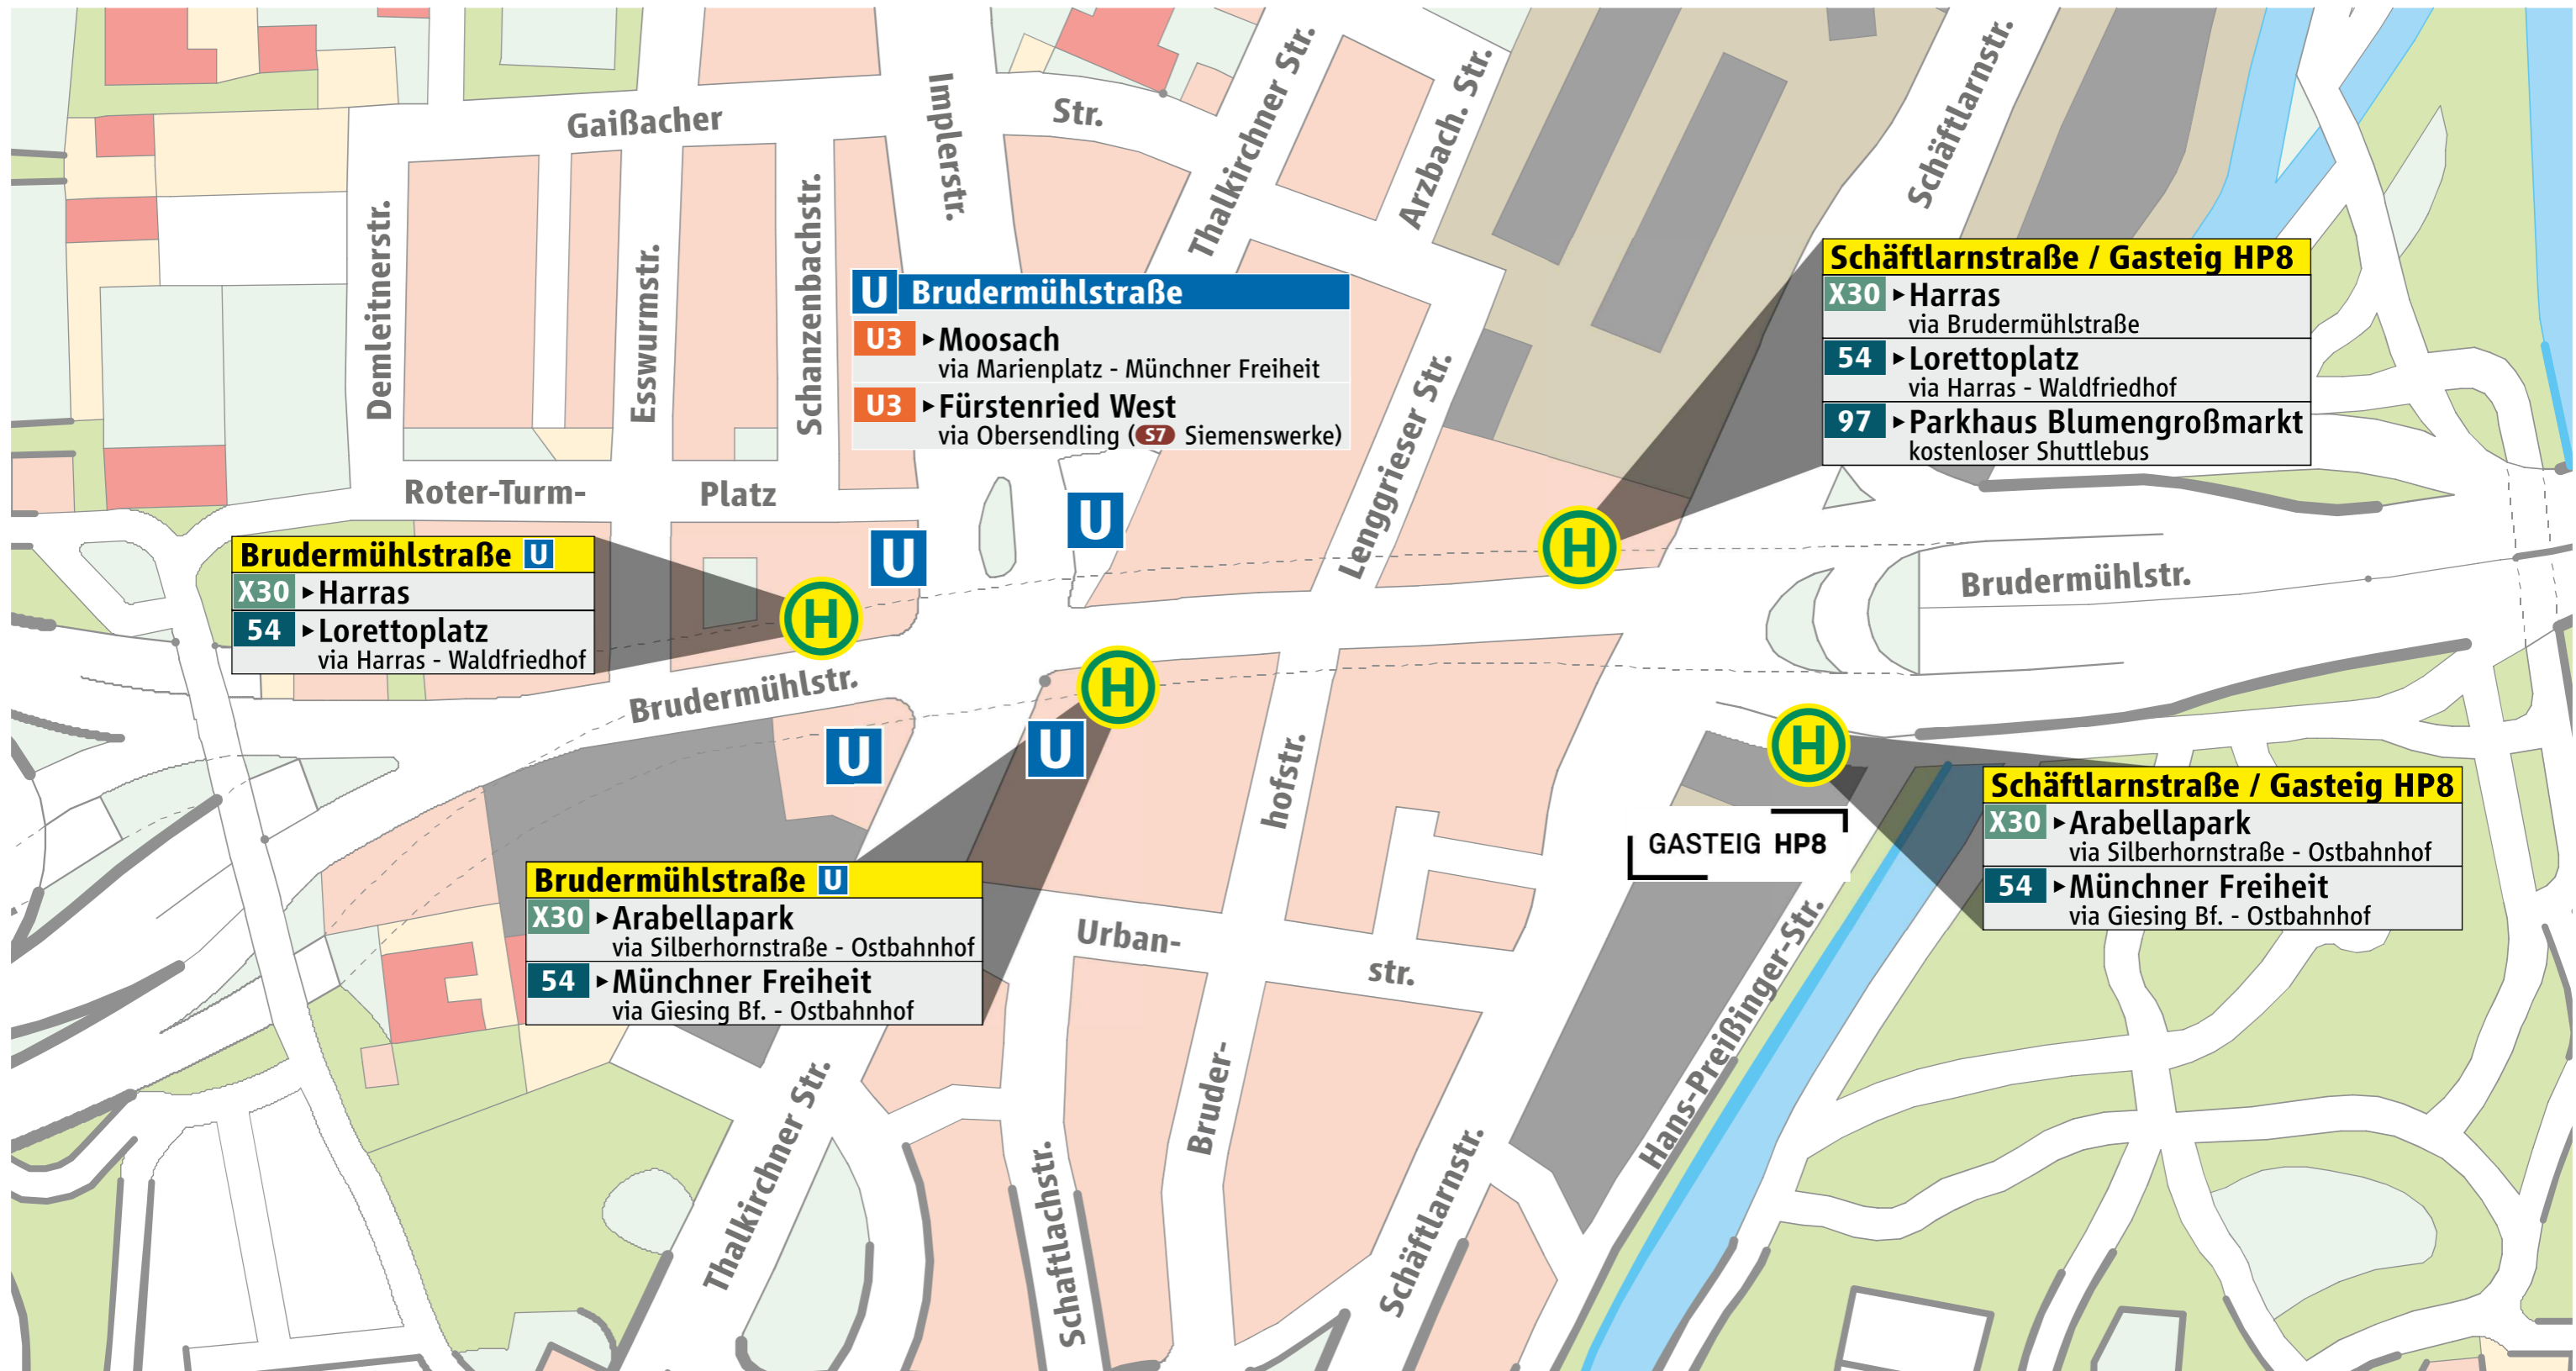 Gaißacher
Str.
Implerstr.
Thalkirchner Str.
Arzbach. Str.
Schäftlarnstr.
Demleitnerstr.
Esswurmstr.
Schanzenbachstr.
U Brudermühlstraße
U3 ▸ Moosach
via Marienplatz - Münchner Freiheit
U3 ▸ Fürstenried West
via Obersendling (S7 Siemenswerke)
Schäftlarnstraße / Gasteig HP8
X30 ▸ Harras
via Brudermühlstraße
54 ▸ Lorettoplatz
via Harras - Waldfriedhof
97 ▸ Parkhaus Blumengroßmarkt
kostenloser Shuttlebus
Lenggrieser Str.
Roter-Turm-
Platz
U
U
H
Brudermühlstraße U
X30 ▸ Harras
54 ▸ Lorettoplatz
via Harras - Waldfriedhof
H
Brudermühlstr.
Brudermühlstr.
H
U
U
H
hofstr.
GASTEIG HP8
Schäftlarnstraße / Gasteig HP8
X30 ▸ Arabellapark
via Silberhornstraße - Ostbahnhof
54 ▸ Münchner Freiheit
via Giesing Bf. - Ostbahnhof
Brudermühlstraße U
X30 ▸ Arabellapark
via Silberhornstraße - Ostbahnhof
54 ▸ Münchner Freiheit
via Giesing Bf. - Ostbahnhof
Urban-
str.
Hans-Preißinger-Str.
Bruder-
Thalkirchner Str.
Schaftlachstr.
Schäftlarnstr.